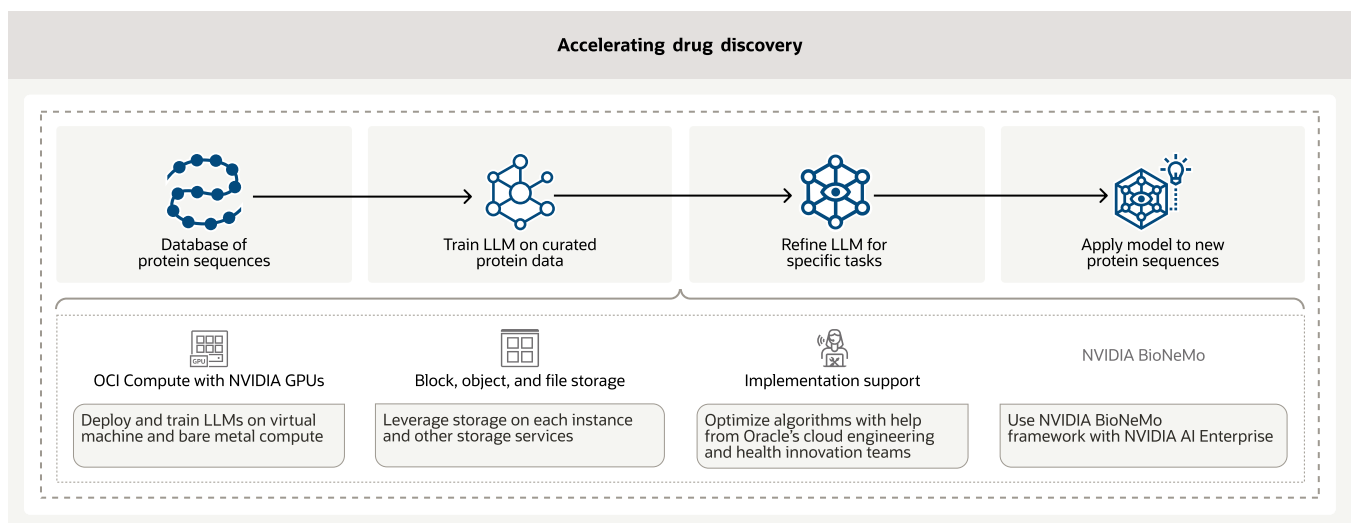 Accelerating drug discovery
Database of
protein sequences
Train LLM on curated
protein data
Refine LLM for
specific tasks
Apply model to new
protein sequences
GPU
OCI Compute with NVIDIA GPUs
Block, object, and file storage
Implementation support
NVIDIA BioNeMo
Deploy and train LLMs on virtual
machine and bare metal compute
Leverage storage on each instance
and other storage services
Optimize algorithms with help
from Oracle's cloud engineering
and health innovation teams
Use NVIDIA BioNeMo
framework with NVIDIA AI Enterprise